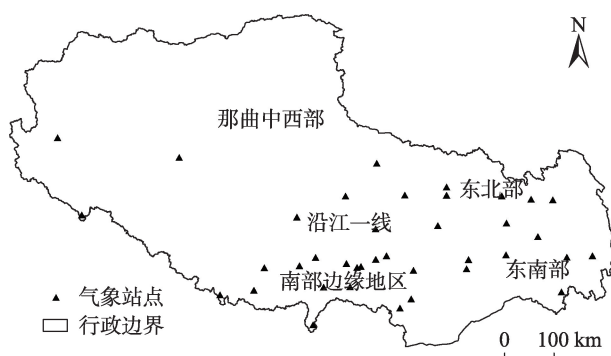 N
那曲中西部
东北部
沿江一线
东南部
南部边缘地区
气象站点
行政边界
0 100 km